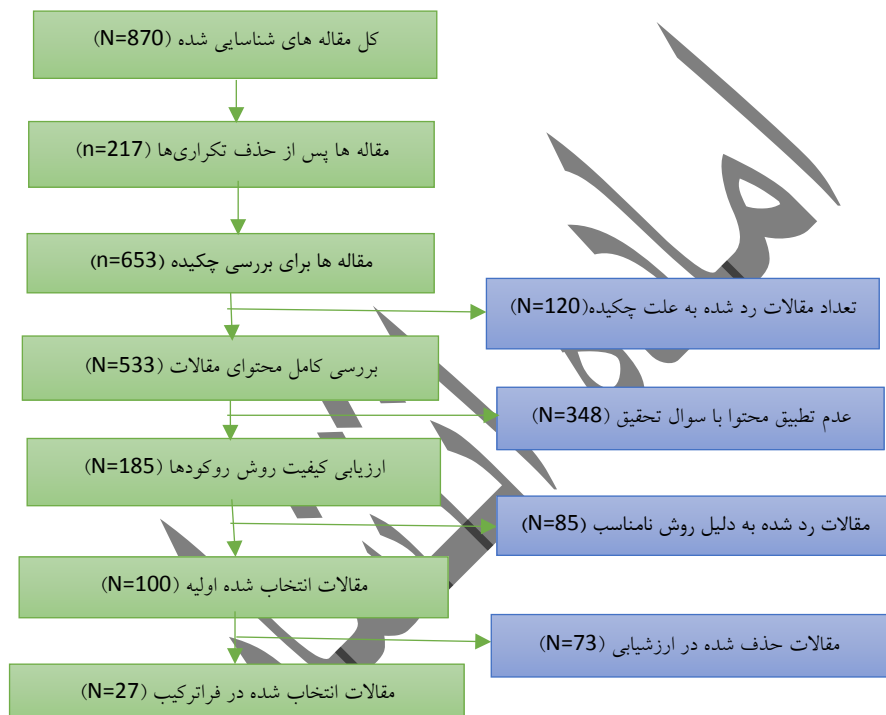 کل مقاله های شناسایی شده (N=870)
مقاله ها پس از حذف تکراری‌ها (n=217)
مقاله ها برای بررسی چکیده (n=653)
تعداد مقالات رد شده به علت چکیده(N=120)
بررسی کامل محتوای مقالات (N=533)
عدم تطبیق محتوا با سوال تحقیق (N=348)
ارزیابی کیفیت روش روکودها (N=185)
مقالات رد شده به دلیل روش نامناسب (N=85)
مقالات انتخاب شده اولیه (N=100)
مقالات حذف شده در ارزشیابی (N=73)
مقالات انتخاب شده در فراترکیب (N=27)